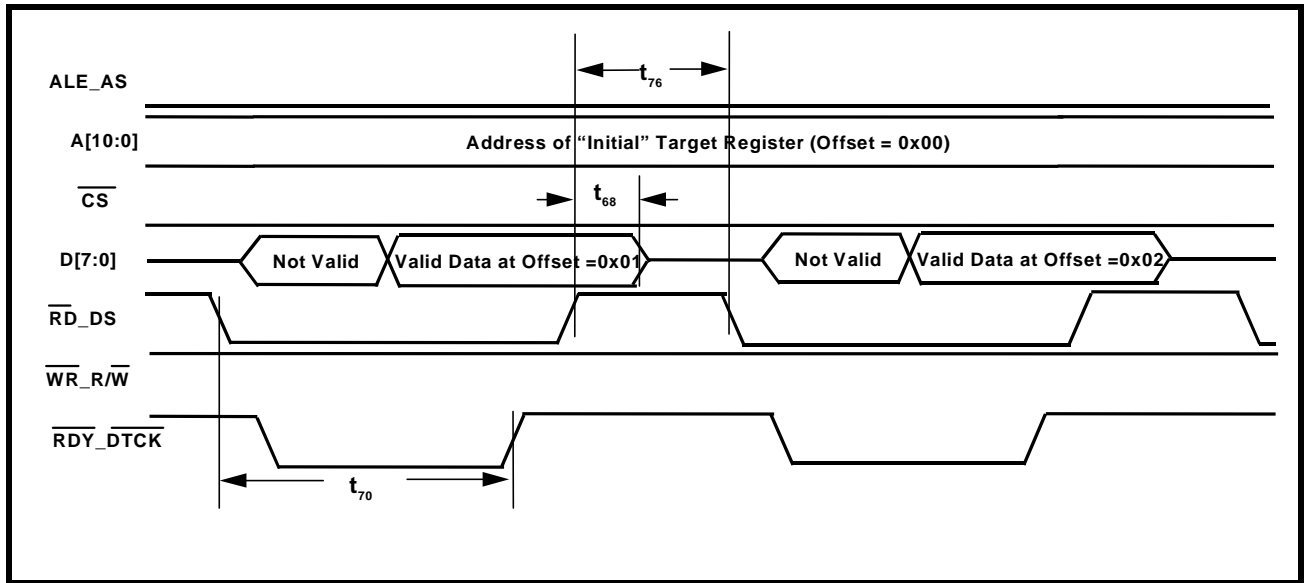 t76
ALE_AS
A[10:0]
Address of “Initial” Target Register (Offset = 0x00)
CS
t68
D[7:0]
Not Valid
Valid Data at Offset =0x01
Not Valid
Valid Data at Offset =0x02
RD_DS
WR_R/W
RDY_DTCK
t70